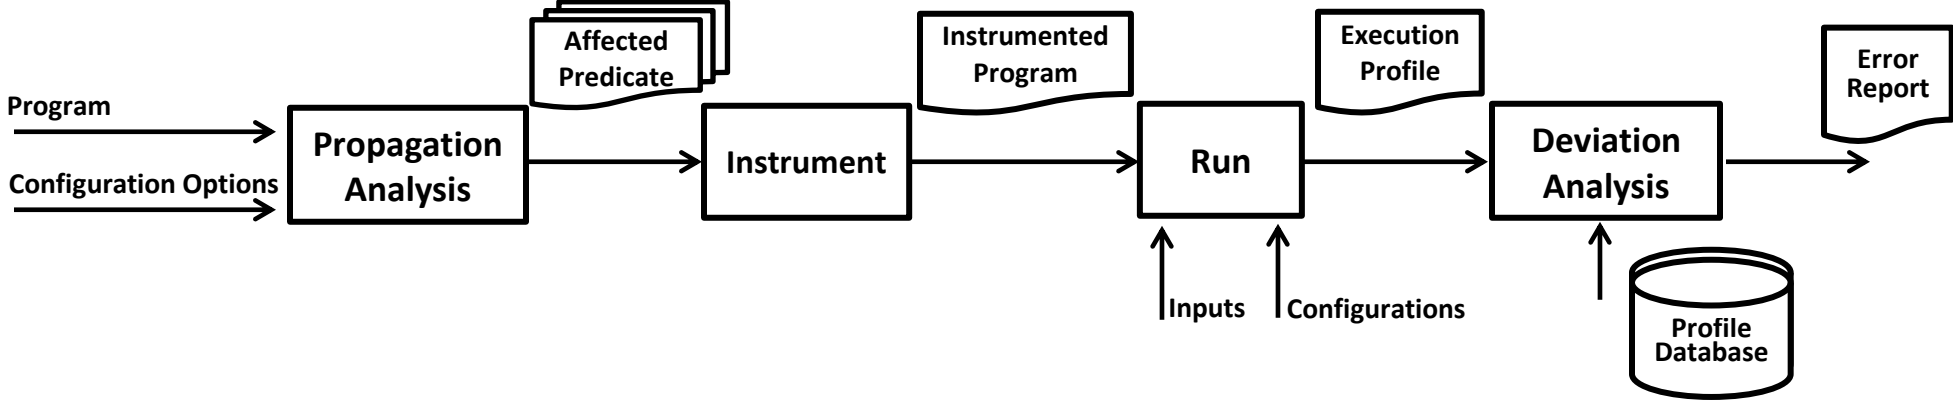 Program
Configuration Options
Propagation
Analysis
Affected
Predicate
Instrument
Instrumented
Program
Run
Inputs
Configurations
Execution
Profile
Deviation
Analysis
Profile
Database
Error
Report